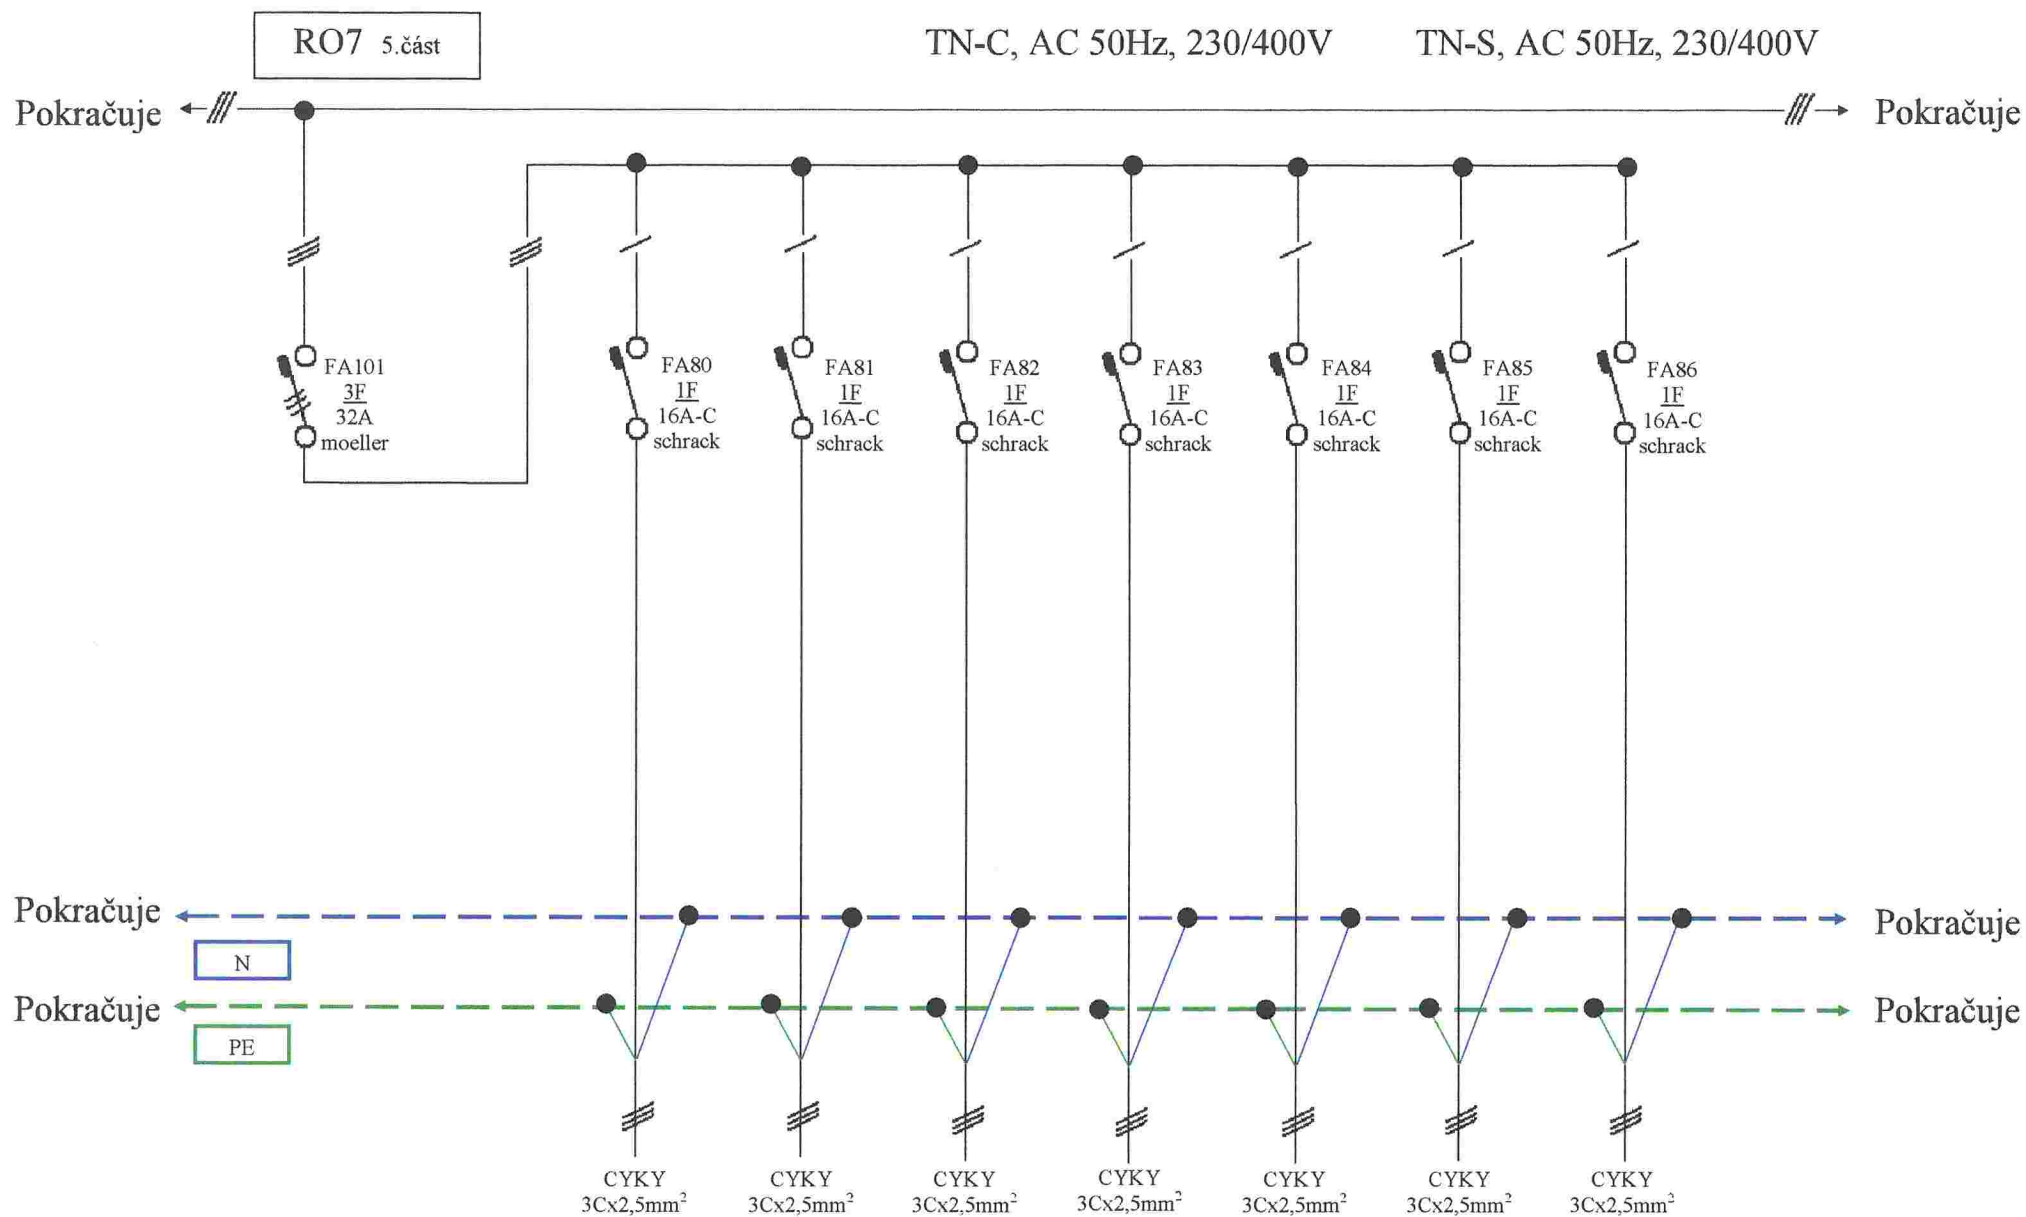 RO7 5.část
TN-C, AC 50Hz, 230/400V
TN-S, AC 50Hz, 230/400V
Pokračuje
Pokračuje
FA101
3F
32A
moeller
FA80
1F
16A-C
schrack
FA81
1F
16A-C
schrack
FA82
1F
16A-C
schrack
FA83
1F
16A-C
schrack
FA84
1F
16A-C
schrack
FA85
1F
16A-C
schrack
FA86
1F
16A-C
schrack
Pokračuje
Pokračuje
N
Pokračuje
Pokračuje
PE
CYKY
3Cx2,5mm²
CYKY
3Cx2,5mm²
CYKY
3Cx2,5mm²
CYKY
3Cx2,5mm²
CYKY
3Cx2,5mm²
CYKY
3Cx2,5mm²
CYKY
3Cx2,5mm²